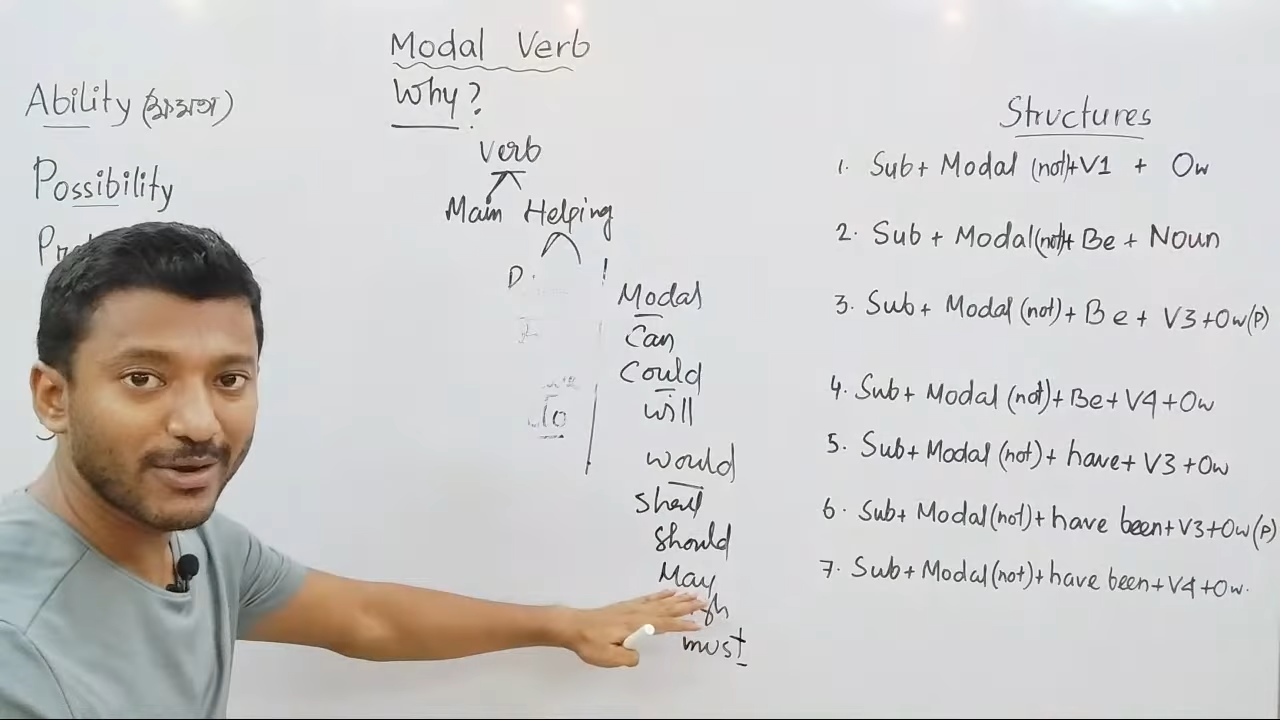 Modal Verb
Why?
Ability (ক্ষমতা)
Possibility
Verb
Main Helping
D.
Modal
Can
Could
will
would
Shall
Should
May
must
To
Structures
1. Sub + Modal (not)+V1 + Ow
2. Sub + Modal(not)+ Be + Noun
3. Sub + Modal (not) + Be + V3+Ow(P)
4. Sub + Modal (not)+Be+V4+Ow
5. Sub + Modal (not) + have+ V3 +Ow
6. Sub+ Modal(not)+have been+V3+Ow(P)
7. Sub+Modal(not)+have been+V4+Ow.